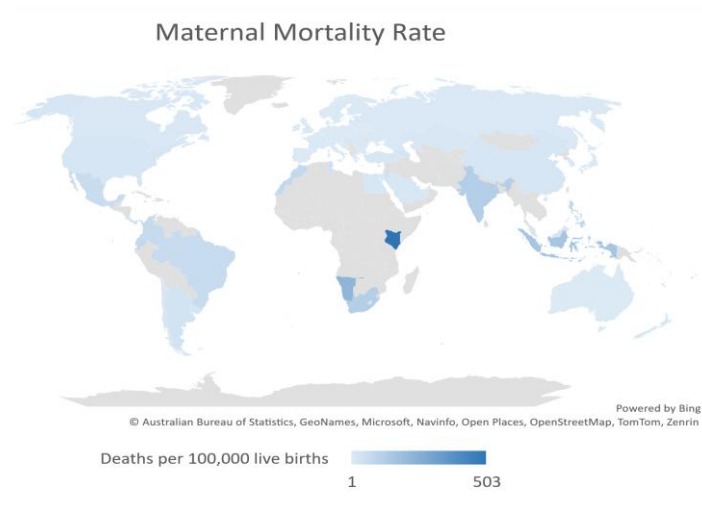 Maternal Mortality Rate
Powered by Bing
© Australian Bureau of Statistics, GeoNames, Microsoft, Navinfo, Open Places, OpenStreetMap, TomTom, Zenrin
Deaths per 100,000 live births
1 503